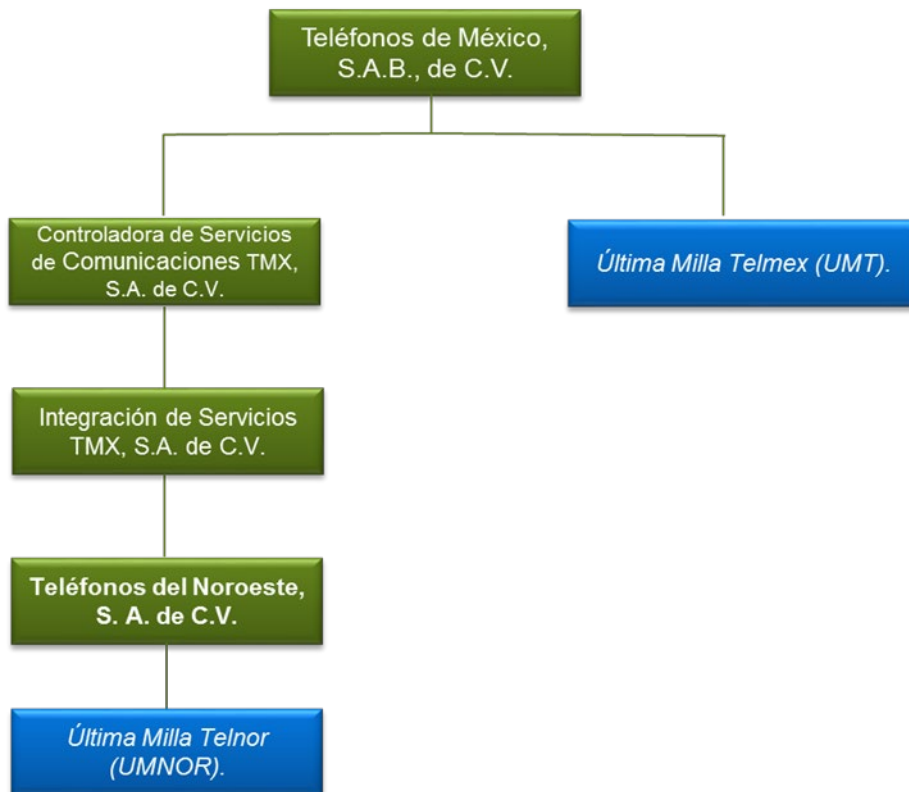 Teléfonos de México,
S.A.B., de C.V.
Controladora de Servicios
de Comunicaciones TMX,
S.A. de C.V.
Última Milla Telmex (UMT).
Integración de Servicios
TMX, S.A. de C.V.
Teléfonos del Noroeste,
S. A. de C.V.
Última Milla Telnor
(UMNOR).